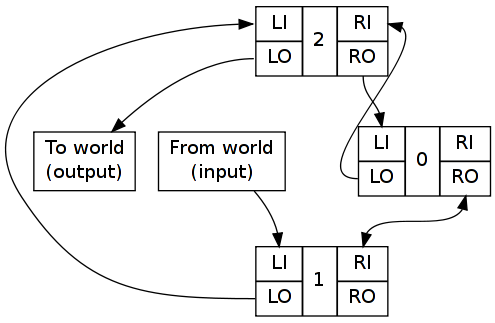 LI 2 RI
LO RO
To world
(output)
From world
(input)
LI 0 RI
LO RO
LI 1 RI
LO RO